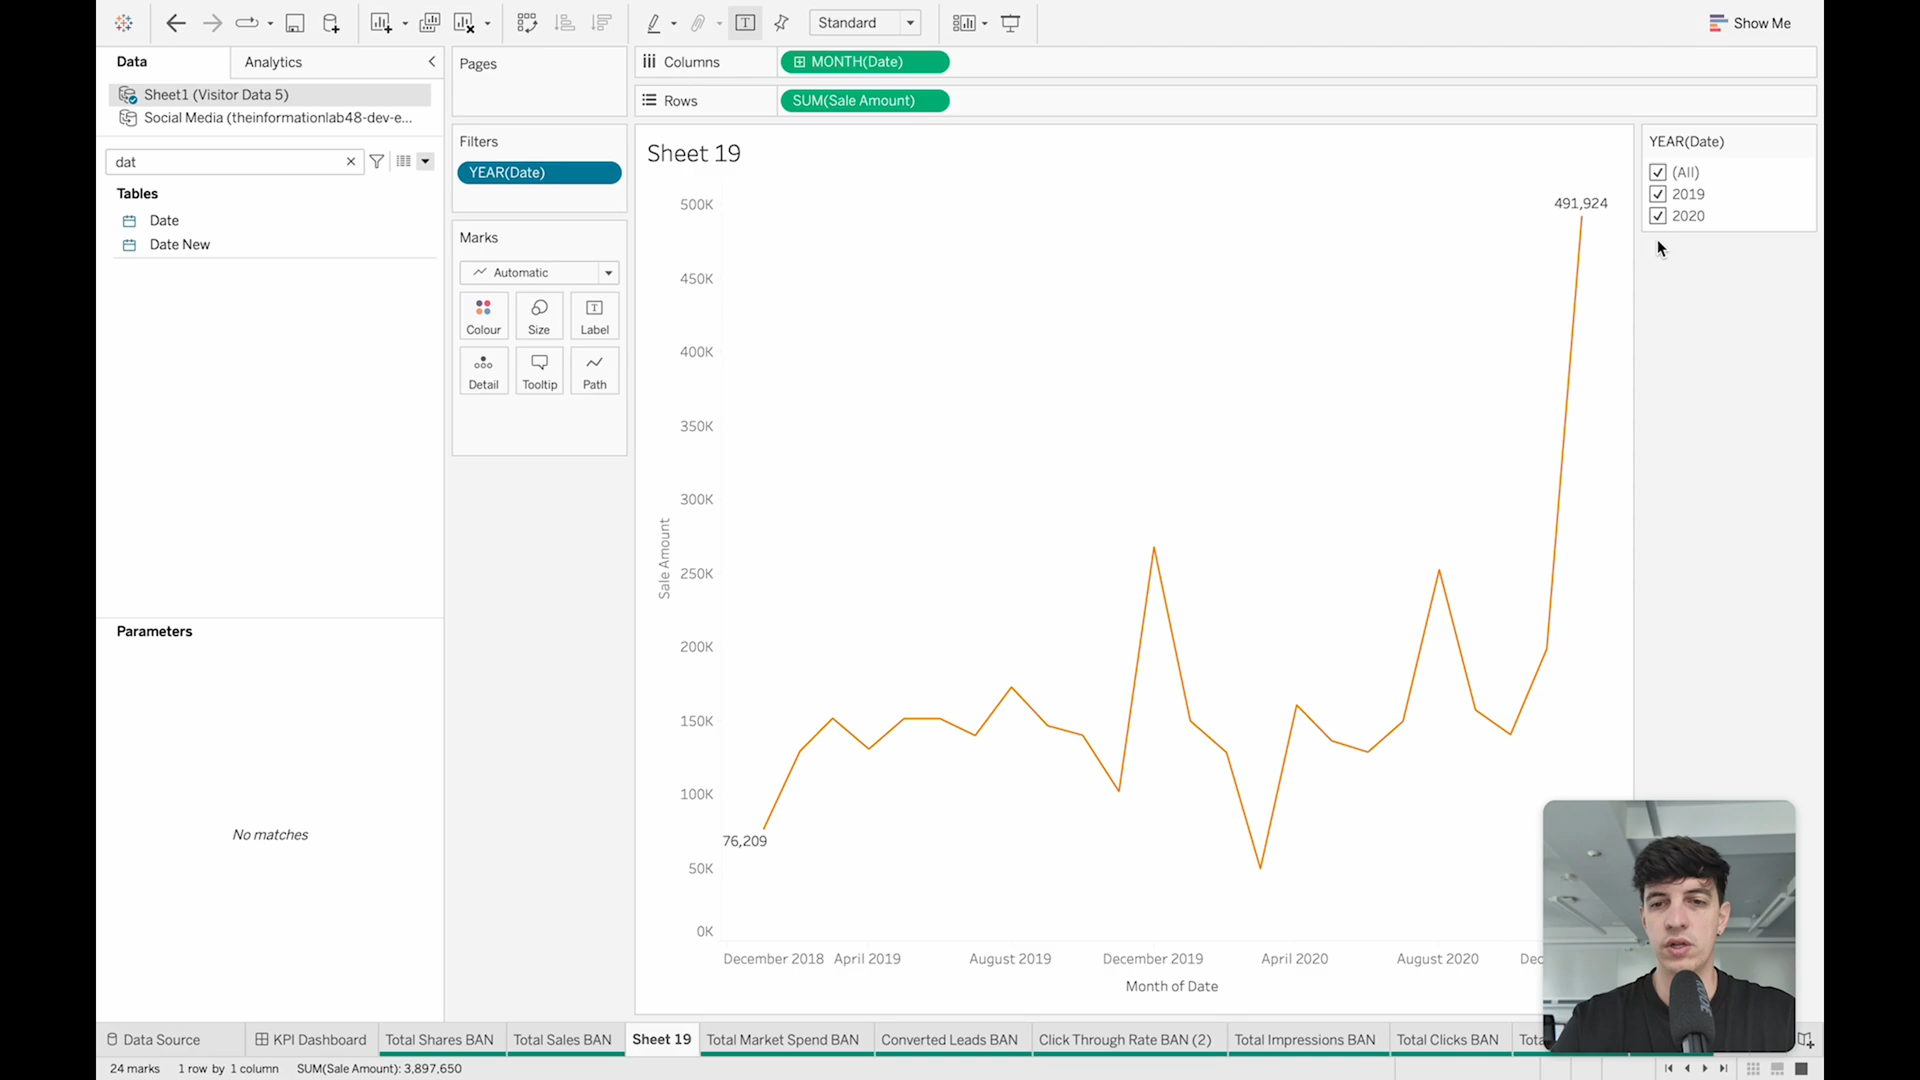 Standard
Show Me
Data
Analytics
Pages
Columns
MONTH(Date)
Rows
SUM(Sale Amount)
Sheet1 (Visitor Data 5)
Social Media (theinformationlab48-dev-e...
dat
Tables
Date
Date New
Parameters
No matches
Filters
YEAR(Date)
Marks
Automatic
Colour
Size
Label
Detail
Tooltip
Path
Sheet 19
500K
450K
400K
350K
300K
250K
200K
150K
100K
50K
0K
Sale Amount
491,924
76,209
December 2018
April 2019
August 2019
December 2019
April 2020
August 2020
Dec
Month of Date
YEAR(Date)
(All)
2019
2020
Data Source
KPI Dashboard
Total Shares BAN
Total Sales BAN
Sheet 19
Total Market Spend BAN
Converted Leads BAN
Click Through Rate BAN (2)
Total Impressions BAN
Total Clicks BAN
Tota
24 marks
1 row by 1 column
SUM(Sale Amount): 3,897,650